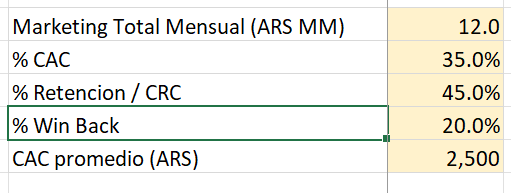 Marketing Total Mensual (ARS MM) 12.0
% CAC 35.0%
% Retencion / CRC 45.0%
% Win Back 20.0%
CAC promedio (ARS) 2,500